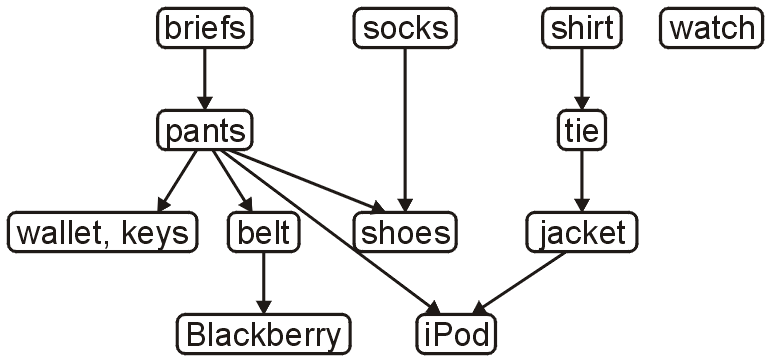 briefs
socks
shirt
watch
pants
tie
wallet, keys
belt
shoes
jacket
Blackberry
iPod